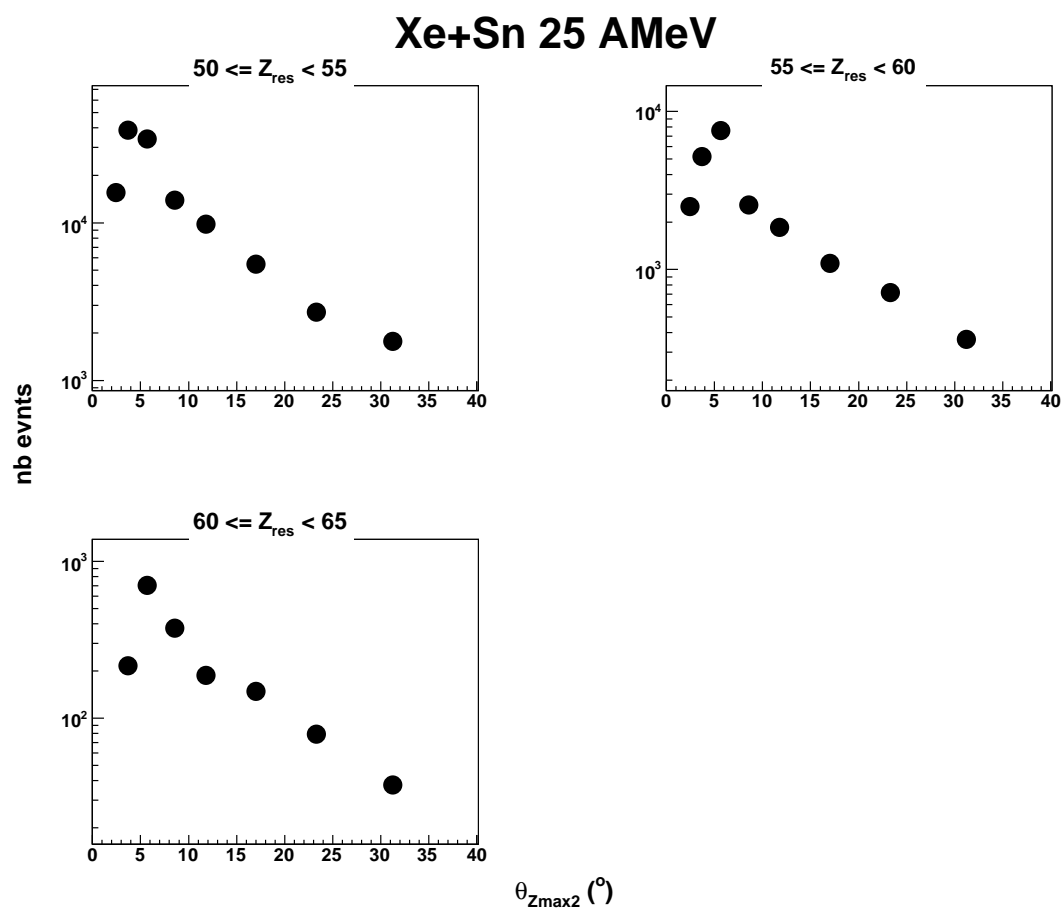 Xe+Sn 25 AMeV
50 <= Z_res < 55
10^4
10^3
0 5 10 15 20 25 30 35 40
55 <= Z_res < 60
10^4
10^3
0 5 10 15 20 25 30 35 40
nb evnts
60 <= Z_res < 65
10^3
10^2
0 5 10 15 20 25 30 35 40
θ_Zmax2 (°)